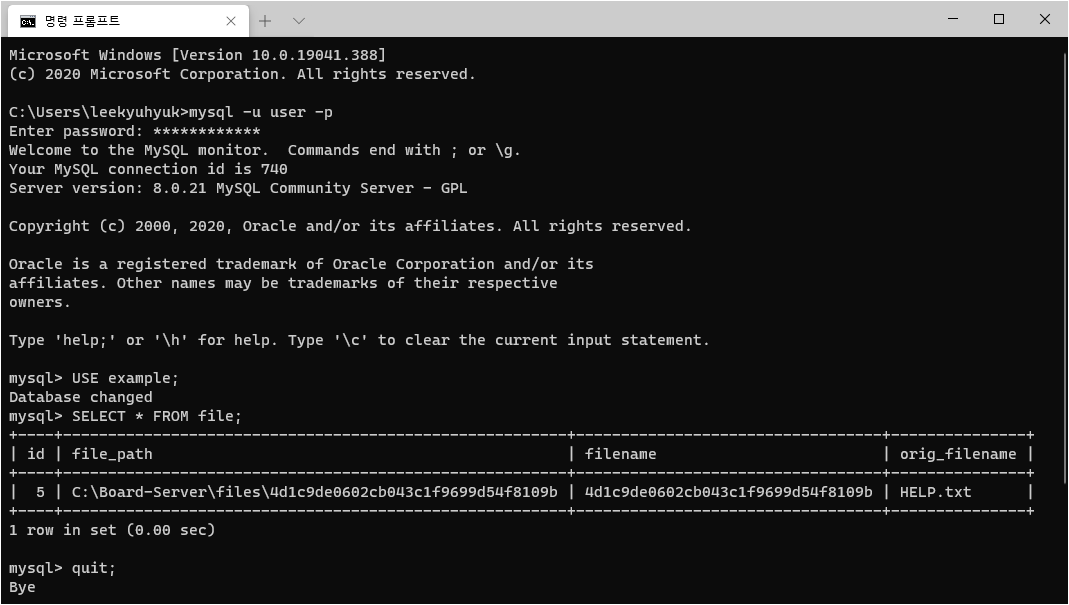 명령 프롬프트
Microsoft Windows [Version 10.0.19041.388]
(c) 2020 Microsoft Corporation. All rights reserved.
C:\Users\leekyuhyuk>mysql -u user -p
Enter password: ************
Welcome to the MySQL monitor.  Commands end with ; or \g.
Your MySQL connection id is 740
Server version: 8.0.21 MySQL Community Server - GPL
Copyright (c) 2000, 2020, Oracle and/or its affiliates. All rights reserved.
Oracle is a registered trademark of Oracle Corporation and/or its
affiliates. Other names may be trademarks of their respective
owners.
Type 'help;' or '\h' for help. Type '\c' to clear the current input statement.
mysql> USE example;
Database changed
mysql> SELECT * FROM file;
+----+--------------------------------------------------------+----------------------------------+---------------+
| id | file_path                                              | filename                         | orig_filename |
+----+--------------------------------------------------------+----------------------------------+---------------+
|  5 | C:\Board-Server\files\4d1c9de0602cb043c1f9699d54f8109b | 4d1c9de0602cb043c1f9699d54f8109b | HELP.txt      |
+----+--------------------------------------------------------+----------------------------------+---------------+
1 row in set (0.00 sec)
mysql> quit;
Bye